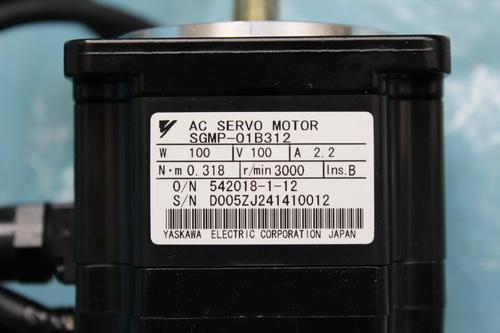 AC SERVO MOTOR
SGMP-01B312
W 100 V 100 A 2.2
N·m 0.318 r/min 3000 Ins.B
O/N 542018-1-12
S/N D005ZJ241410012
YASKAWA ELECTRIC CORPORATION JAPAN